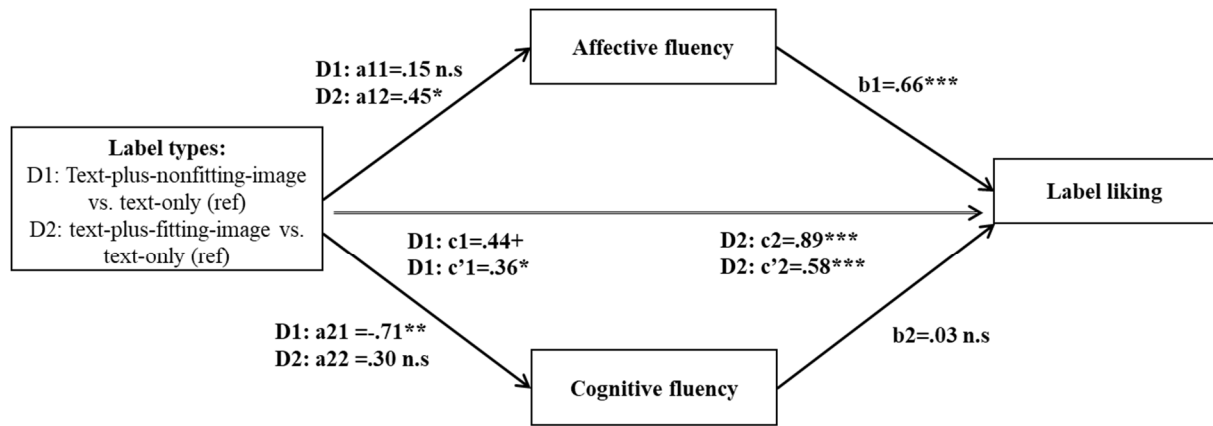 Affective fluency
D1: a11=.15 n.s
D2: a12=.45*
b1=.66***
Label types:
D1: Text-plus-nonfitting-image
vs. text-only (ref)
D2: text-plus-fitting-image vs.
text-only (ref)
Label liking
D1: c1=.44+
D1: c’1=.36*
D2: c2=.89***
D2: c’2=.58***
D1: a21 =-.71**
D2: a22 =.30 n.s
b2=.03 n.s
Cognitive fluency